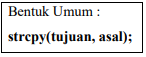 Bentuk Umum :
strcpy(tujuan, asal);